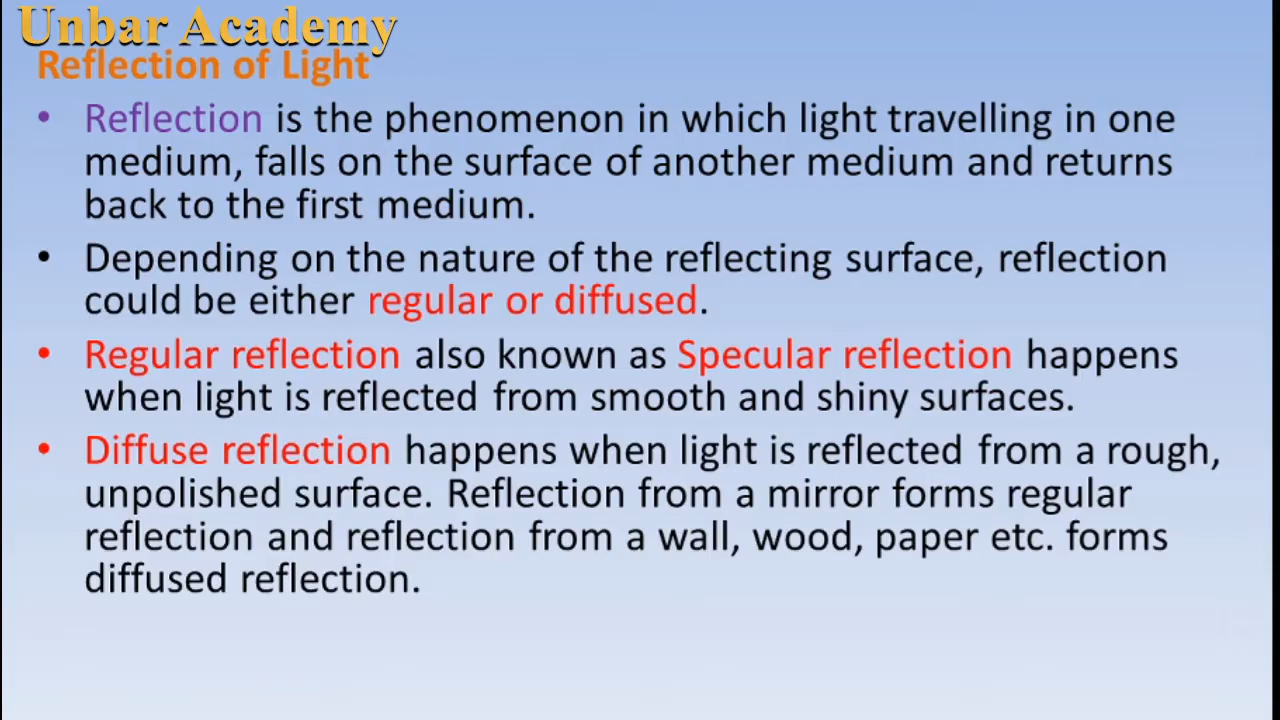 Unbar Academy
Reflection of Light
• Reflection is the phenomenon in which light travelling in one
medium, falls on the surface of another medium and returns
back to the first medium.
• Depending on the nature of the reflecting surface, reflection
could be either regular or diffused.
• Regular reflection also known as Specular reflection happens
when light is reflected from smooth and shiny surfaces.
• Diffuse reflection happens when light is reflected from a rough,
unpolished surface. Reflection from a mirror forms regular
reflection and reflection from a wall, wood, paper etc. forms
diffused reflection.